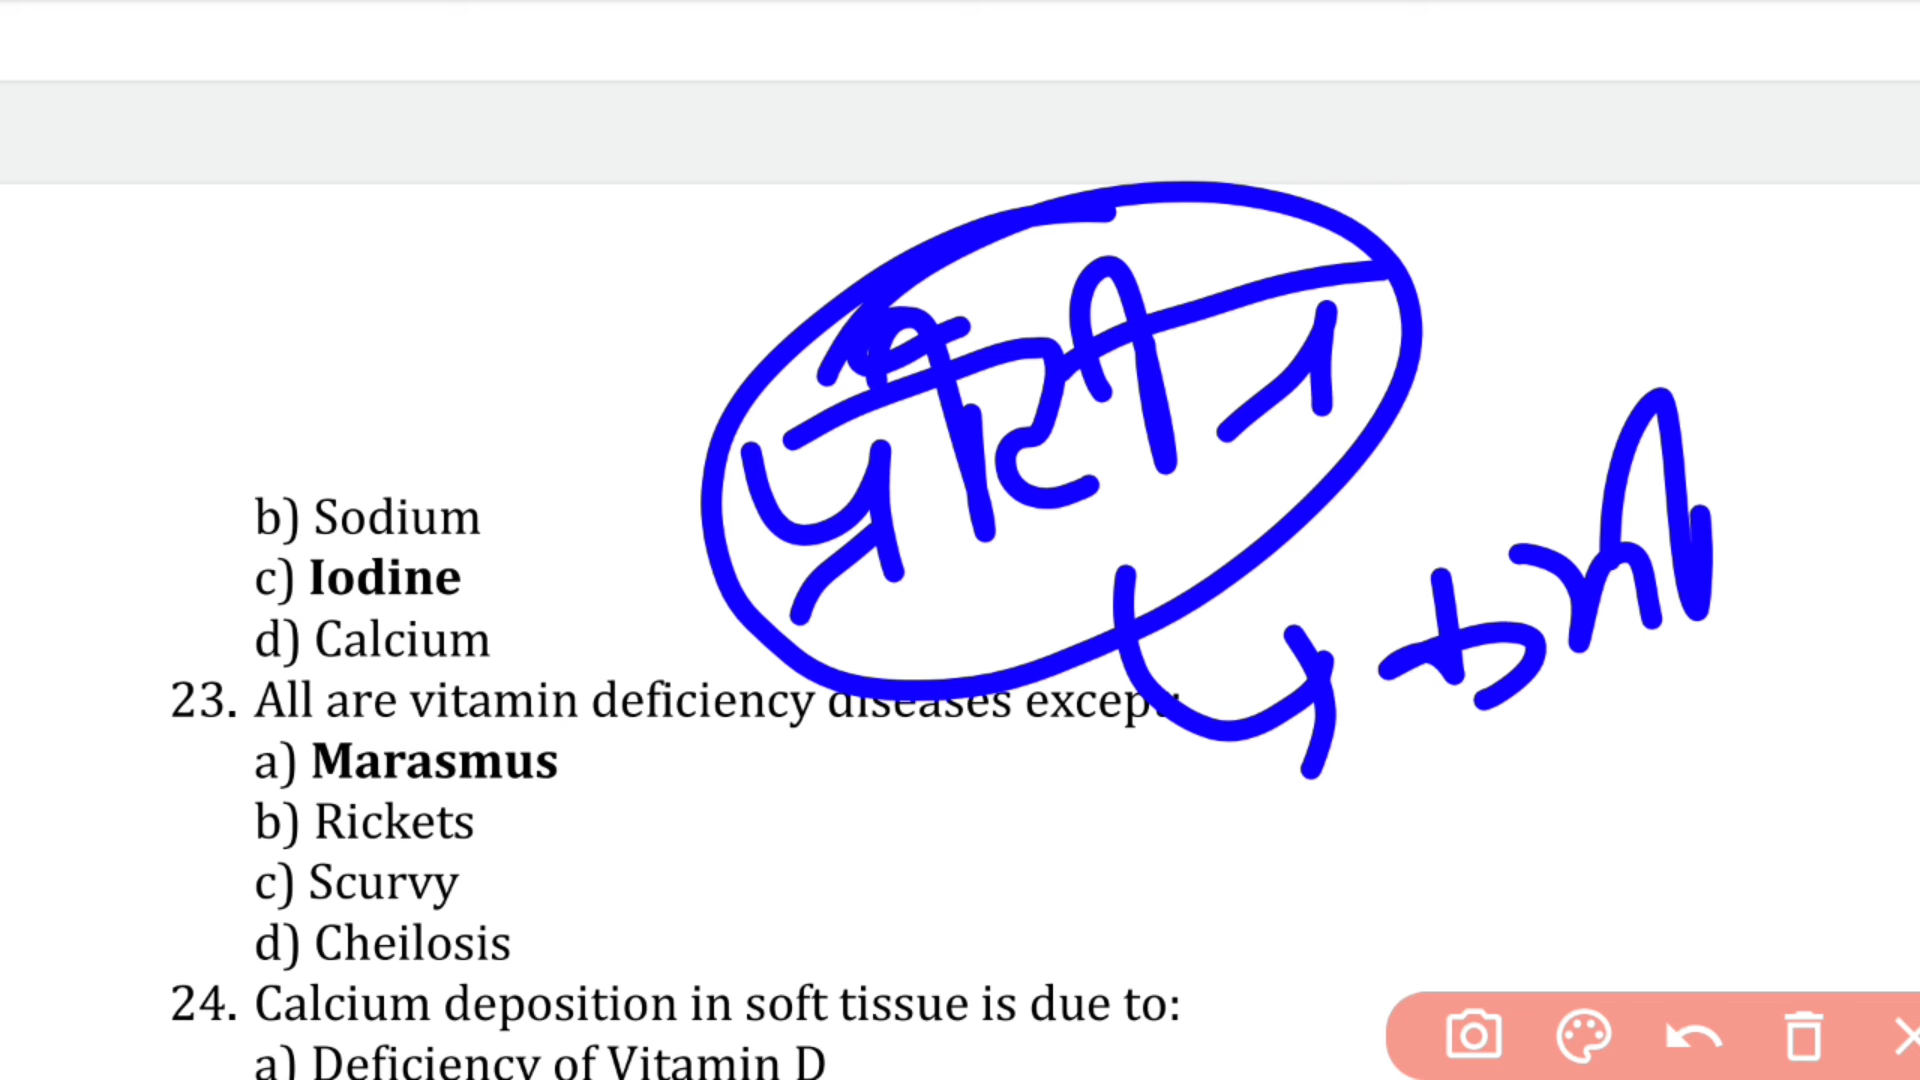 प्रोटीन
b) Sodium
c) Iodine
d) Calcium
की कमी
23. All are vitamin deficiency diseases except:
a) Marasmus
b) Rickets
c) Scurvy
d) Cheilosis
24. Calcium deposition in soft tissue is due to:
a) Deficiency of Vitamin D